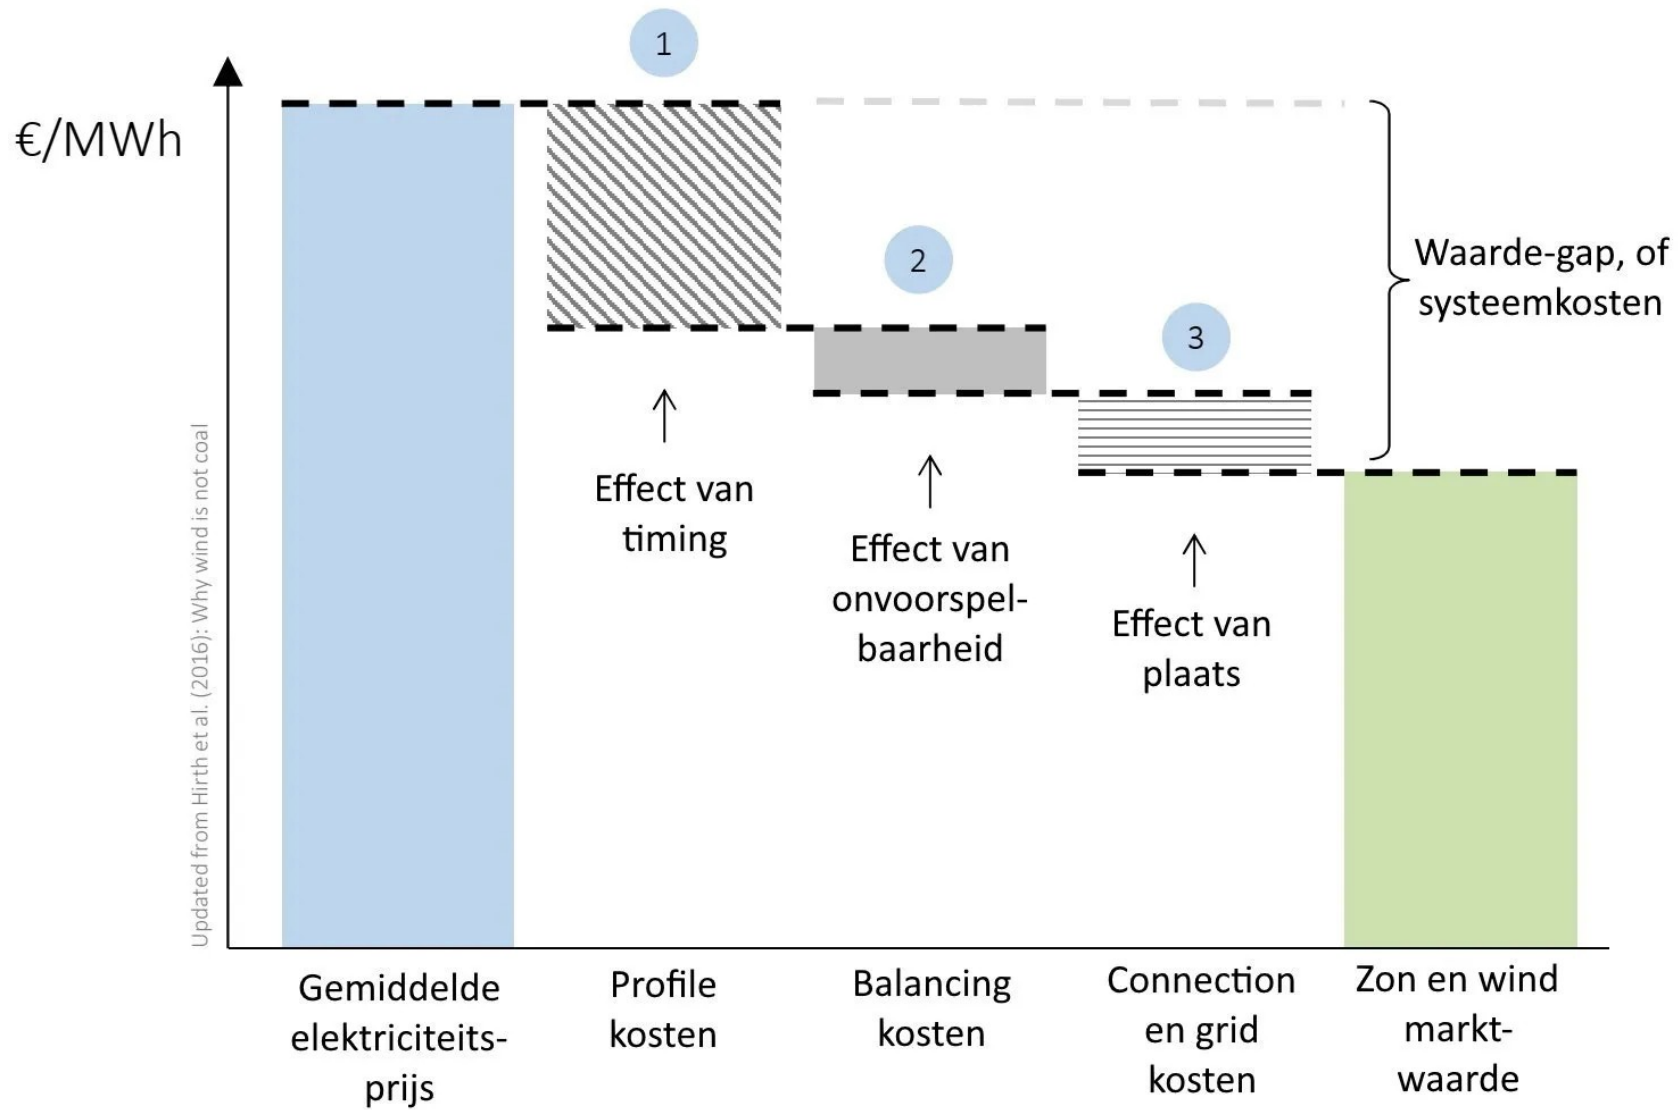 €/MWh
1
2
3
Waarde-gap, of
systeemkosten
Effect van
timing
Effect van
onvoorspel-
baarheid
Effect van
plaats
Updated from Hirth et al. (2016): Why wind is not coal
Gemiddelde
elektriciteits-
prijs
Profile
kosten
Balancing
kosten
Connection
en grid
kosten
Zon en wind
markt-
waarde